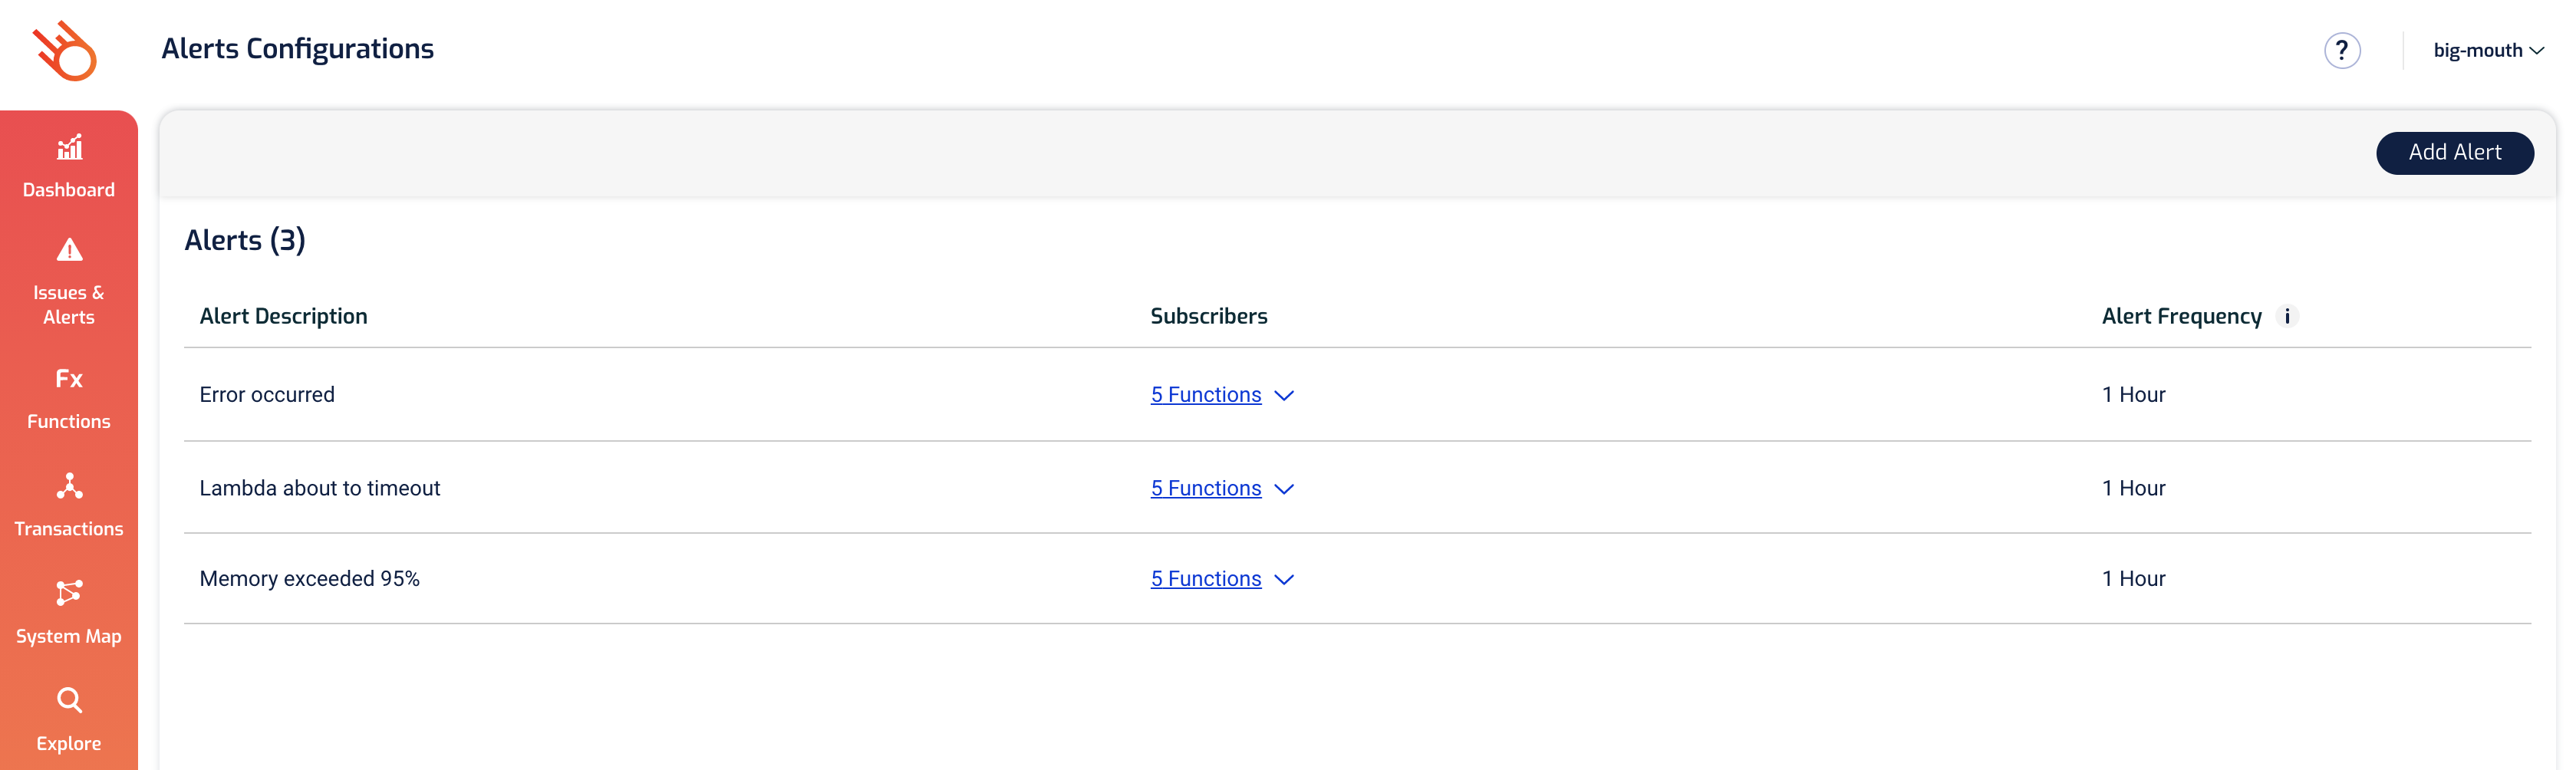 Alerts Configurations
?
big-mouth
Add Alert
Dashboard
Issues &
Alerts
Fx
Functions
Transactions
System Map
Explore
Alerts (3)
Alert Description Subscribers Alert Frequency i
Error occurred 5 Functions 1 Hour
Lambda about to timeout 5 Functions 1 Hour
Memory exceeded 95% 5 Functions 1 Hour